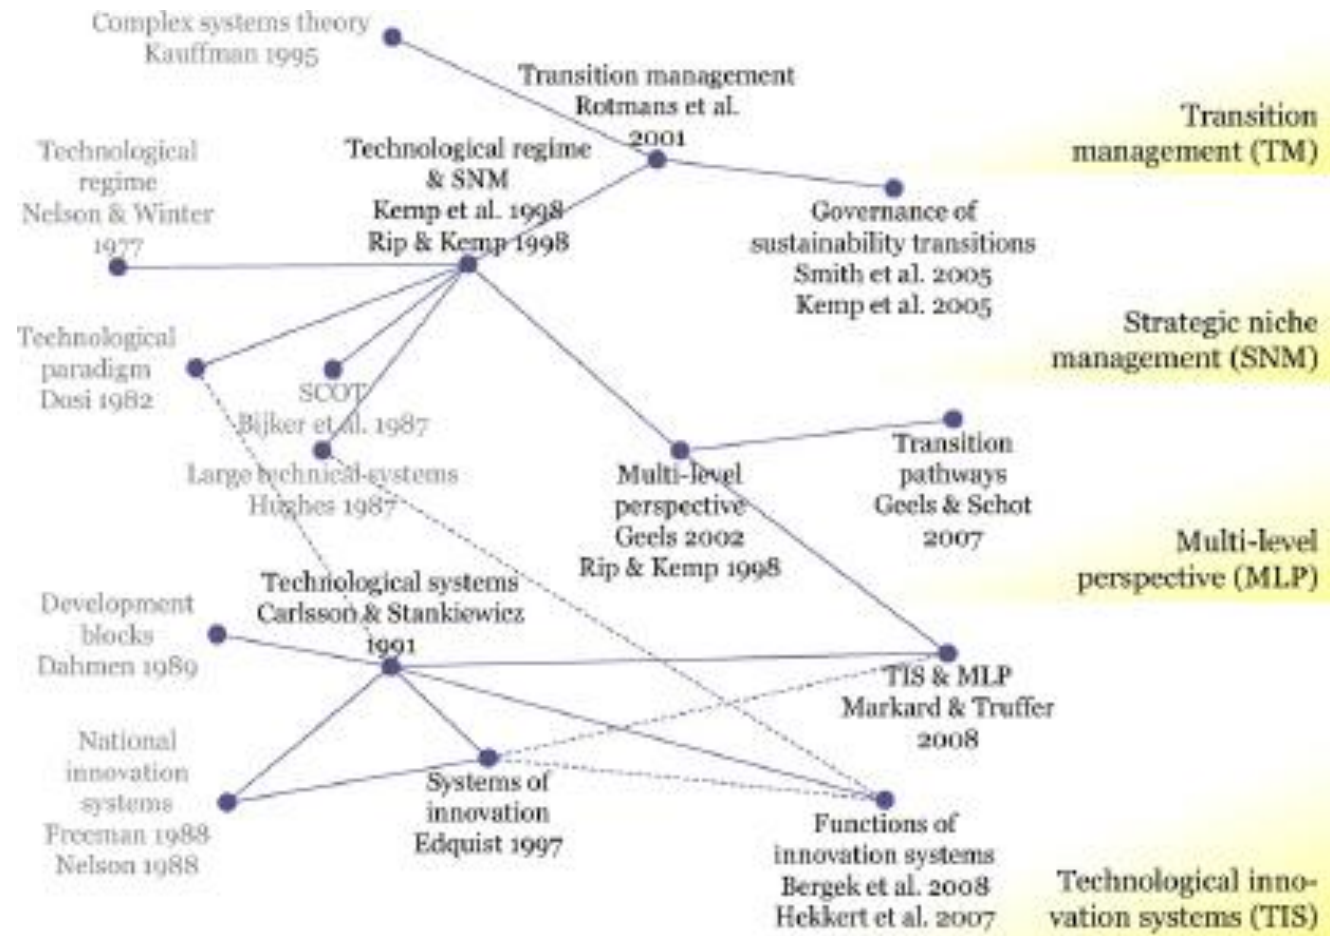 Complex systems theory
Kauffman 1995
Transition management
Rotmans et al.
2001
Transition
management (TM)
Technological
regime
Nelson & Winter
1977
Technological regime
& SNM
Kemp et al. 1998
Rip & Kemp 1998
Governance of
sustainability transitions
Smith et al. 2005
Kemp et al. 2005
Strategic niche
management (SNM)
Technological
paradigm
Dosi 1982
SCOT
Bijker et al. 1987
Large technical systems
Hughes 1987
Multi-level
perspective
Geels 2002
Rip & Kemp 1998
Transition
pathways
Geels & Schot
2007
Multi-level
perspective (MLP)
Technological systems
Carlsson & Stankiewicz
1991
Development
blocks
Dahmen 1989
TIS & MLP
Markard & Truffer
2008
National
innovation
systems
Freeman 1988
Nelson 1988
Systems of
innovation
Edquist 1997
Functions of
innovation systems
Bergek et al. 2008
Hekkert et al. 2007
Technological inno-
vation systems (TIS)